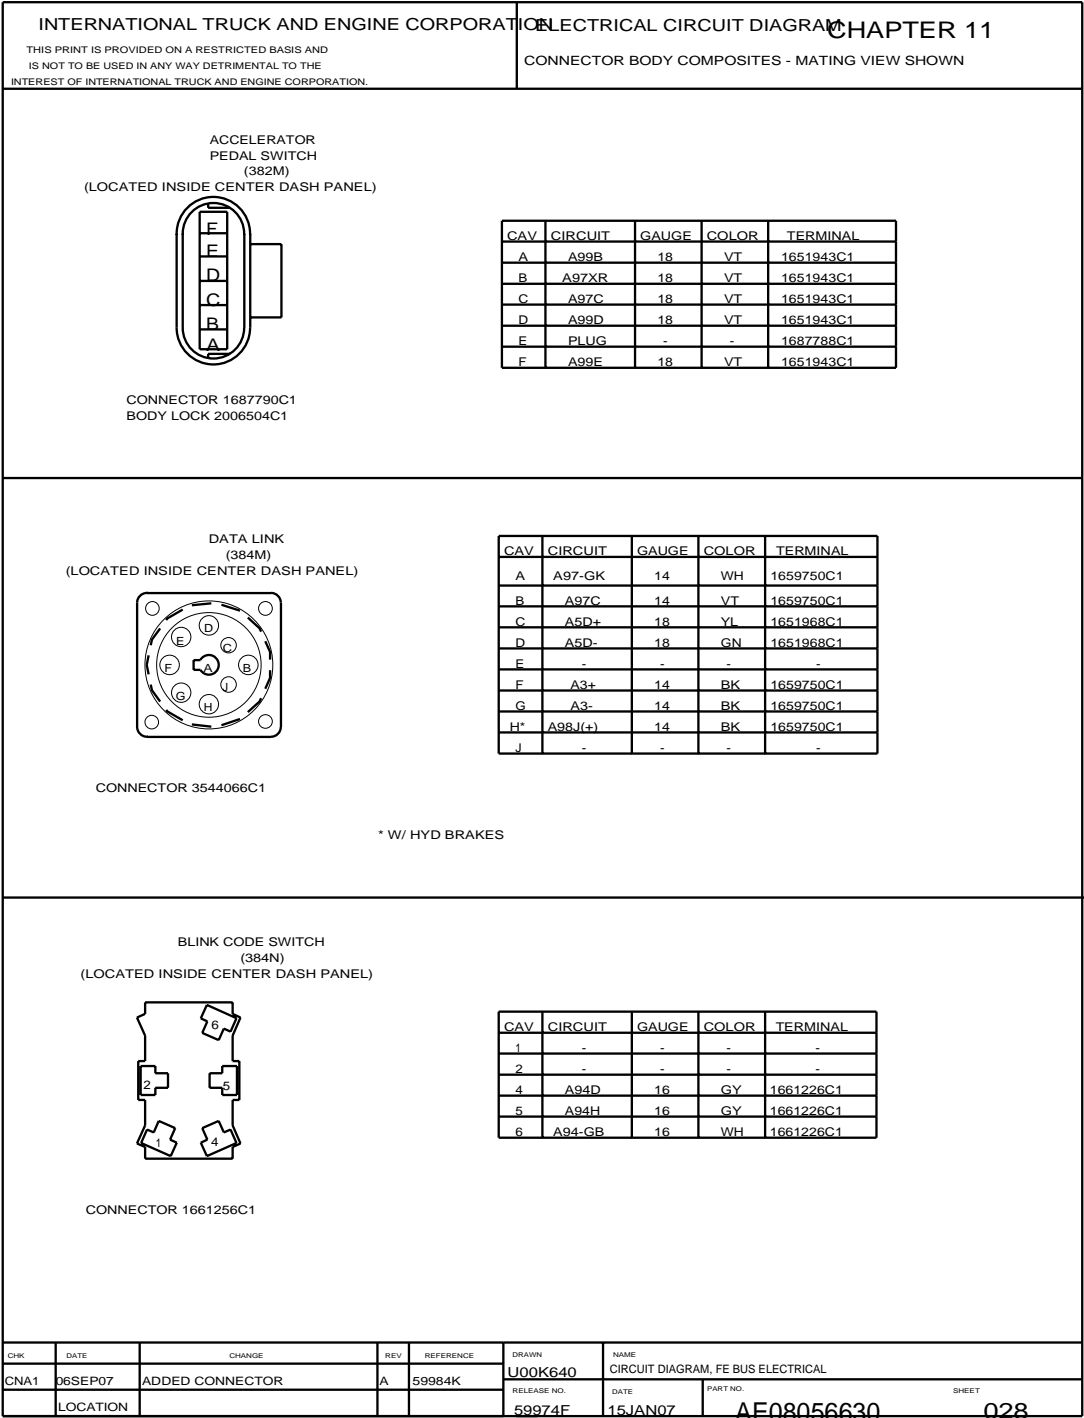 INTERNATIONAL TRUCK AND ENGINE CORPORATION
THIS PRINT IS PROVIDED ON A RESTRICTED BASIS AND
IS NOT TO BE USED IN ANY WAY DETRIMENTAL TO THE
INTEREST OF INTERNATIONAL TRUCK AND ENGINE CORPORATION.
ELECTRICAL CIRCUIT DIAGRAM
CHAPTER 11
CONNECTOR BODY COMPOSITES - MATING VIEW SHOWN
ACCELERATOR
PEDAL SWITCH
(382M)
(LOCATED INSIDE CENTER DASH PANEL)
F
E
D
C
B
A
CONNECTOR 1687790C1
BODY LOCK 2006504C1
CAV CIRCUIT GAUGE COLOR TERMINAL
A A99B 18 VT 1651943C1
B A97XR 18 VT 1651943C1
C A97C 18 VT 1651943C1
D A99D 18 VT 1651943C1
E PLUG - - 1687788C1
F A99E 18 VT 1651943C1
DATA LINK
(384M)
(LOCATED INSIDE CENTER DASH PANEL)
D
E C
F A B
G J
H
CONNECTOR 3544066C1
CAV CIRCUIT GAUGE COLOR TERMINAL
A A97-GK 14 WH 1659750C1
B A97C 14 VT 1659750C1
C A5D+ 18 YL 1651968C1
D A5D- 18 GN 1651968C1
E - - - -
F A3+ 14 BK 1659750C1
G A3- 14 BK 1659750C1
H* A98J(+) 14 BK 1659750C1
J - - - -
* W/ HYD BRAKES
BLINK CODE SWITCH
(384N)
(LOCATED INSIDE CENTER DASH PANEL)
6
2 5
1 4
CONNECTOR 1661256C1
CAV CIRCUIT GAUGE COLOR TERMINAL
1 - - - -
2 - - - -
4 A94D 16 GY 1661226C1
5 A94H 16 GY 1661226C1
6 A94-GB 16 WH 1661226C1
CHK DATE CHANGE REV REFERENCE
CNA1 06SEP07 ADDED CONNECTOR A 59984K
LOCATION
DRAWN
U00K640
NAME
CIRCUIT DIAGRAM, FE BUS ELECTRICAL
RELEASE NO.
59974F
DATE
15JAN07
PART NO.
AE08056630
SHEET
028